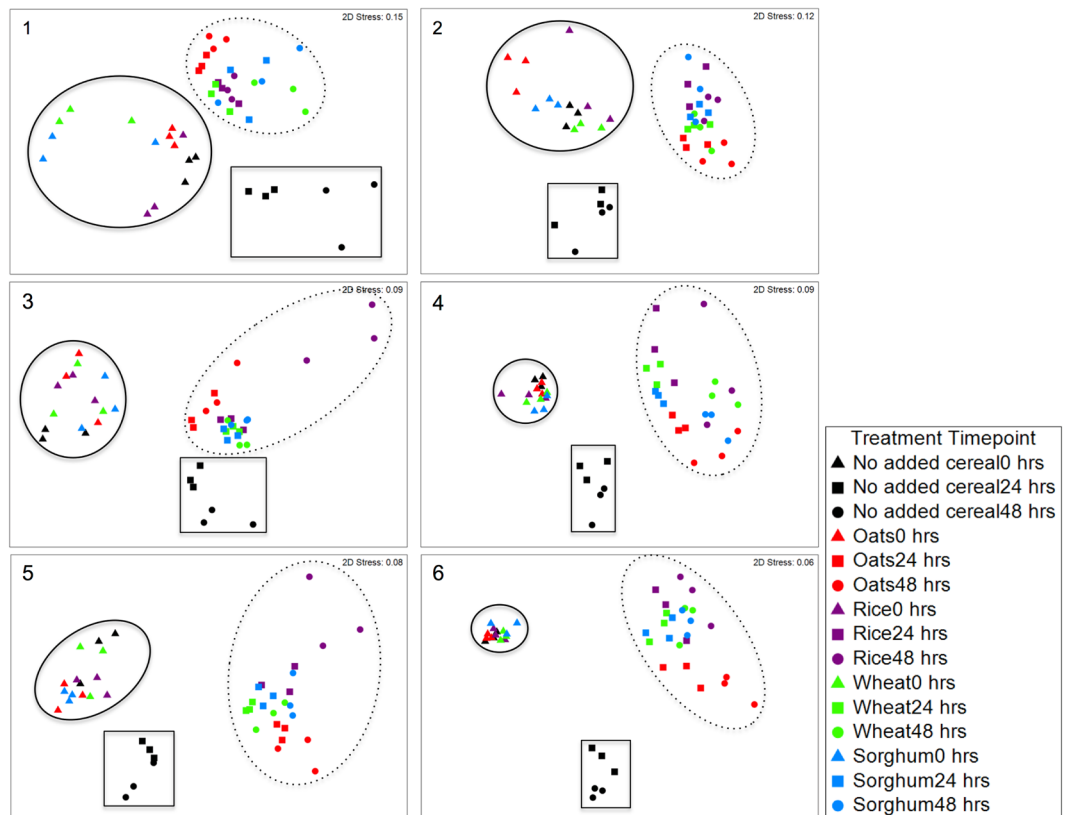 1
2D Stress: 0.15
2
2D Stress: 0.12
3
2D Stress: 0.09
4
2D Stress: 0.09
5
2D Stress: 0.08
6
2D Stress: 0.06
Treatment Timepoint
No added cereal0 hrs
No added cereal24 hrs
No added cereal48 hrs
Oats0 hrs
Oats24 hrs
Oats48 hrs
Rice0 hrs
Rice24 hrs
Rice48 hrs
Wheat0 hrs
Wheat24 hrs
Wheat48 hrs
Sorghum0 hrs
Sorghum24 hrs
Sorghum48 hrs